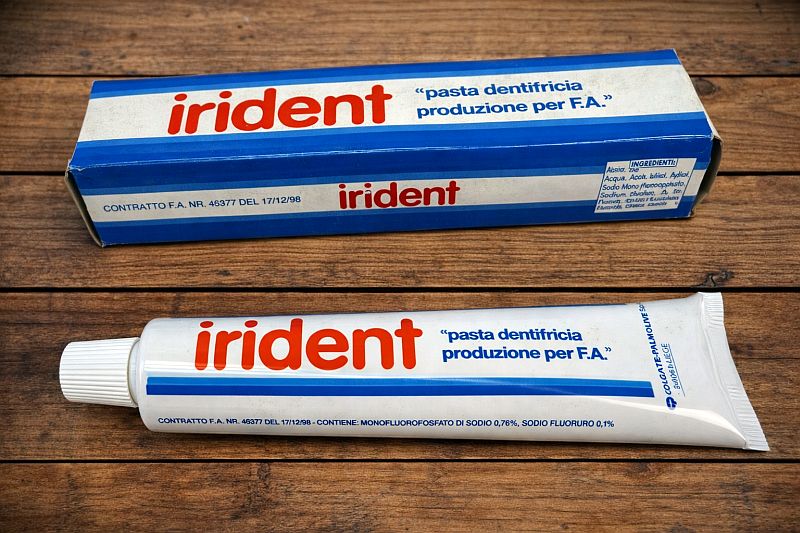 irident
“pasta dentifricia
produzione per F.A.”
CONTRATTO F.A. NR. 46377 DEL 17/12/98
irident
INGREDIENTI:
Acqua,
irident
“pasta dentifricia
produzione per F.A.”
COLGATE-PALMOLIVE
CONTRATTO F.A. NR. 46377 DEL 17/12/98 - CONTIENE: MONOFLUOROFOSFATO DI SODIO 0,76%, SODIO FLUORURO 0,1%